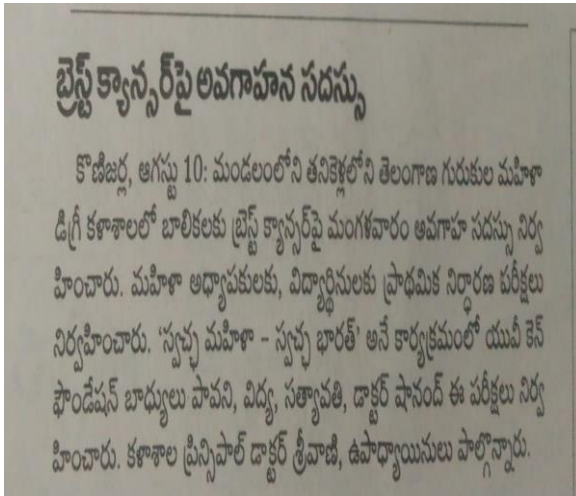 బ్రెస్ట్ క్యాన్సర్‌పై అవగాహన సదస్సు
కొణిజర్ల, ఆగస్టు 10: మండలంలోని తనికెళ్లలోని తెలంగాణ గురుకుల మహిళా
డిగ్రీ కళాశాలలో బాలికలకు బ్రెస్ట్ క్యాన్సర్‌పై మంగళవారం అవగాహ సదస్సు నిర్వ
హించారు. మహిళా అధ్యాపకులకు, విద్యార్థినులకు ప్రాథమిక నిర్ధారణ పరీక్షలు
నిర్వహించారు. 'స్వచ్ఛ మహిళా - స్వచ్ఛ భారత్' అనే కార్యక్రమంలో యువీ కెన్
ఫౌండేషన్ బాధ్యులు పావని, విద్య, సత్యావతి, డాక్టర్ షానంద్ ఈ పరీక్షలు నిర్వ
హించారు. కళాశాల ప్రిన్సిపాల్ డాక్టర్ శ్రీవాణి, ఉపాధ్యాయినులు పాల్గొన్నారు.